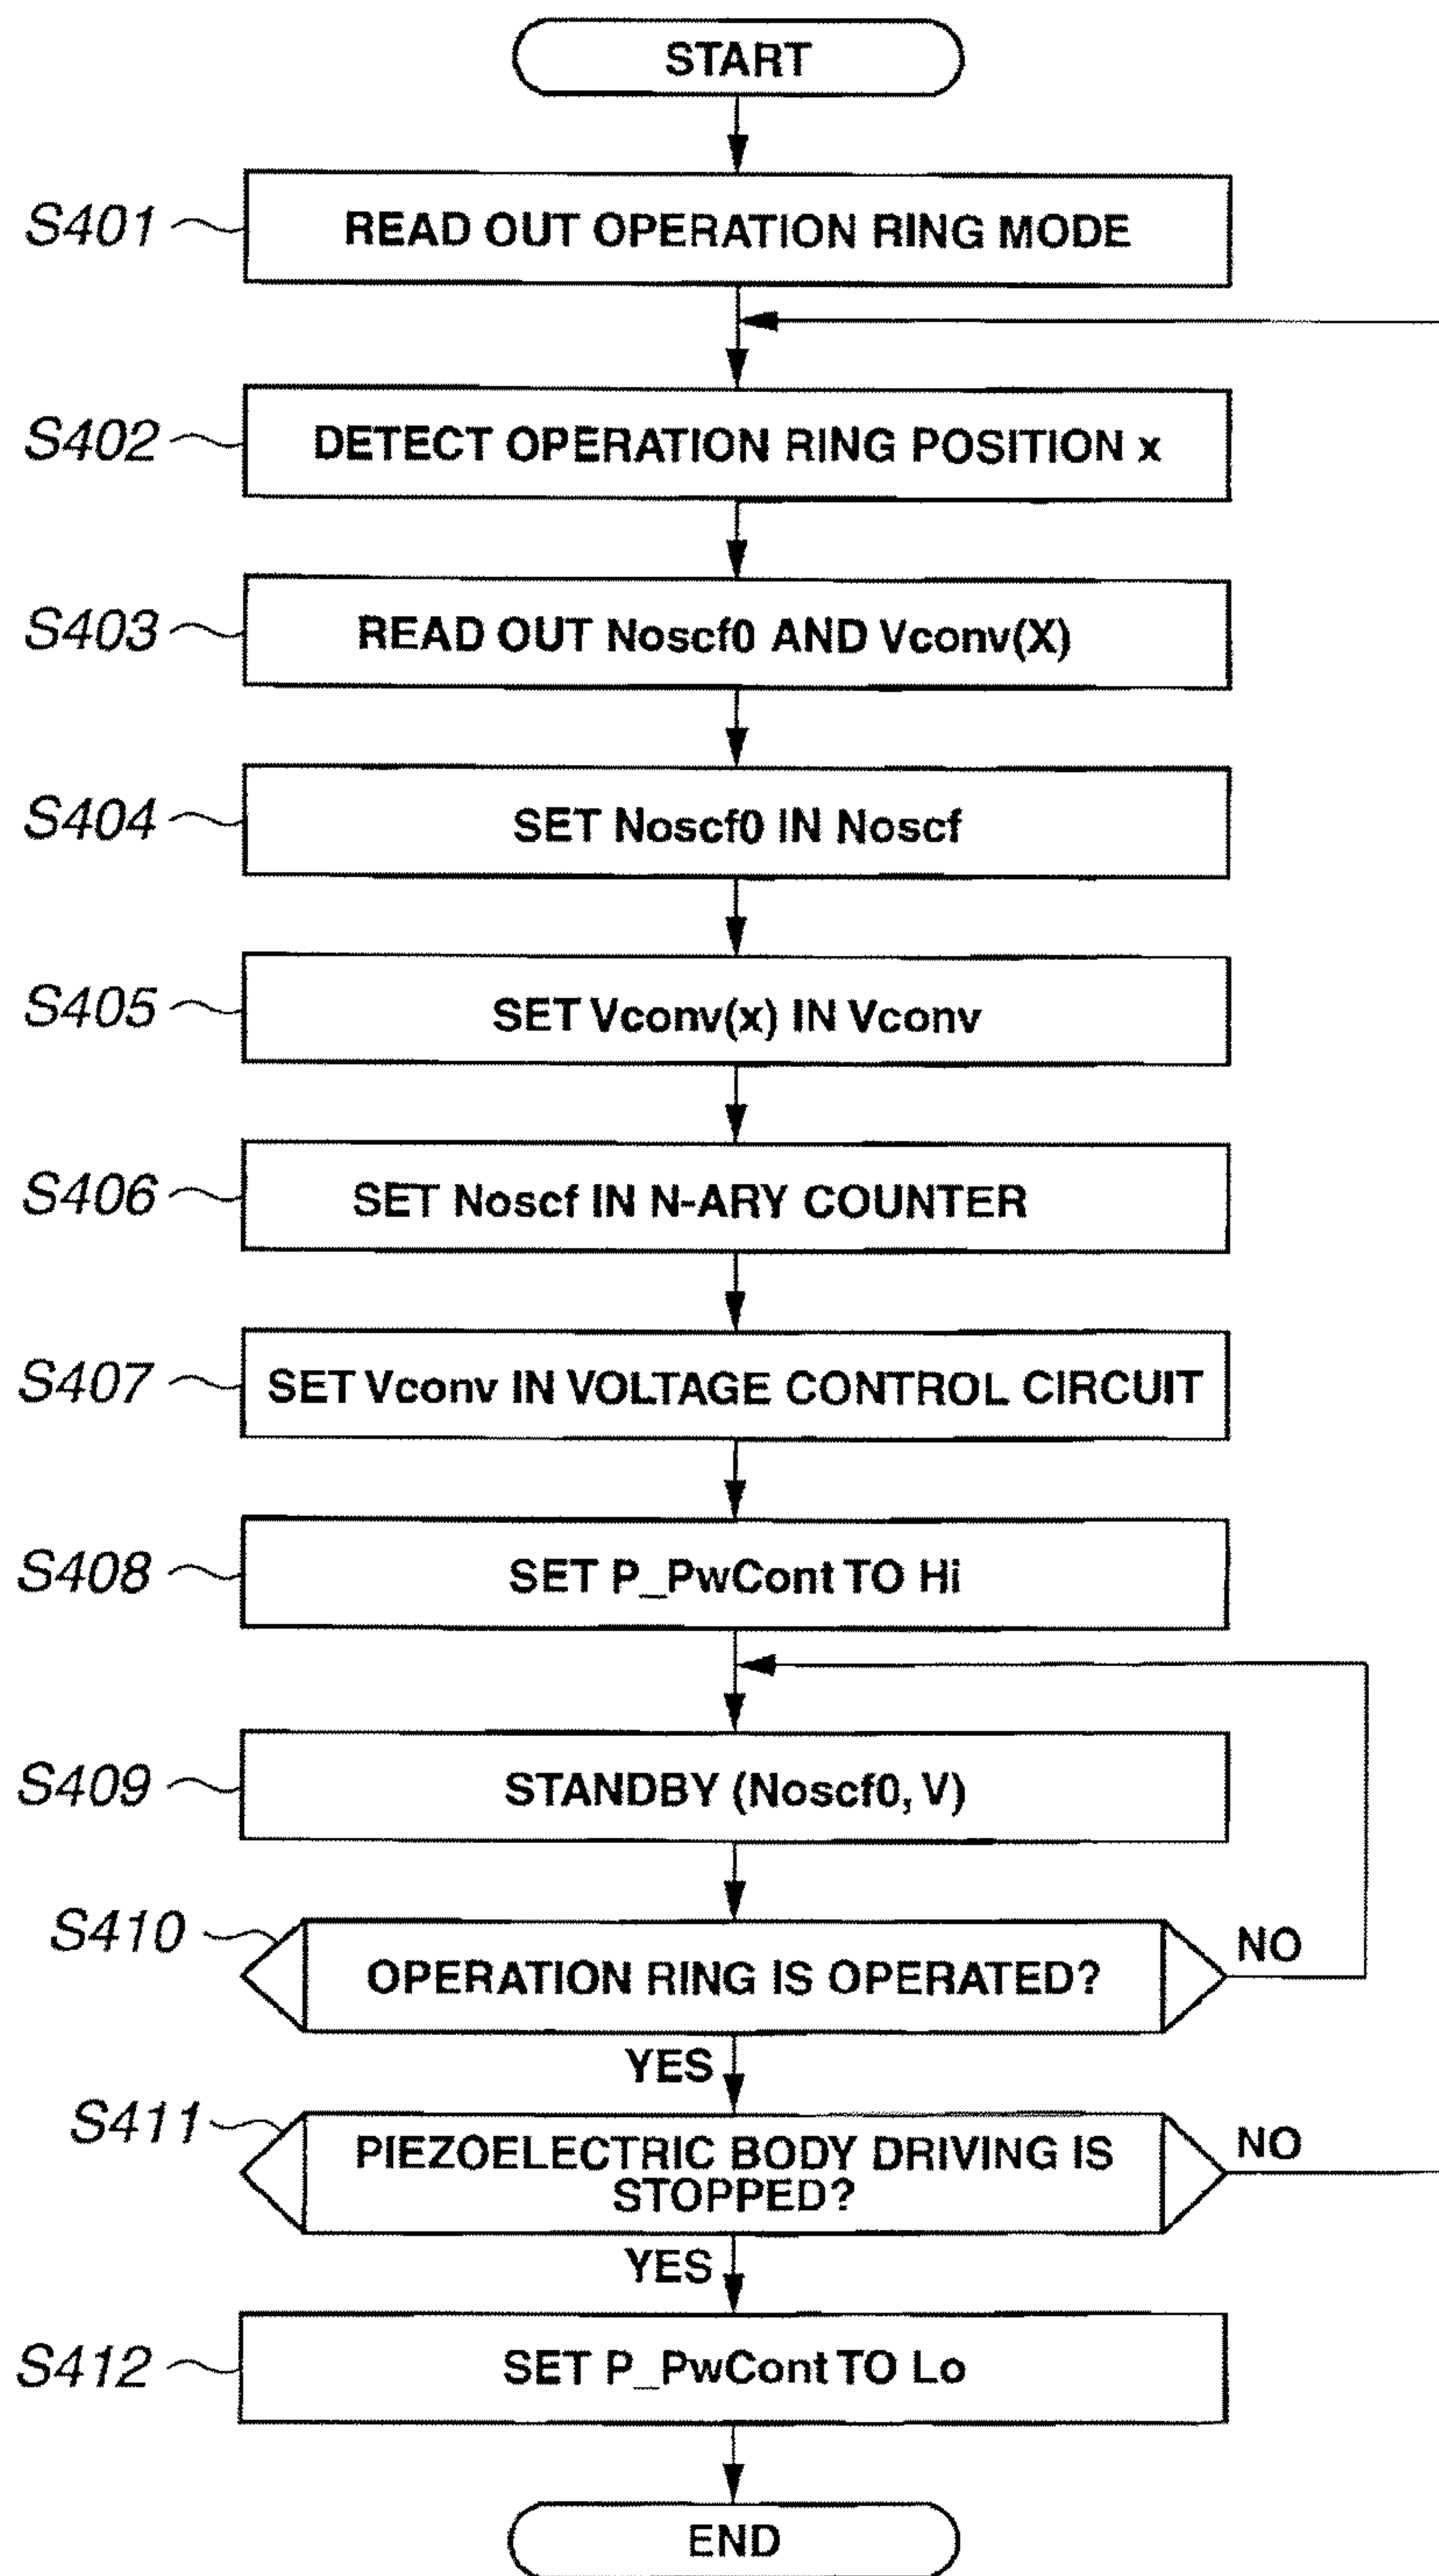 START
S401
READ OUT OPERATION RING MODE
S402
DETECT OPERATION RING POSITION x
S403
READ OUT Noscf0 AND Vconv(X)
S404
SET Noscf0 IN Noscf
S405
SET Vconv(x) IN Vconv
S406
SET Noscf IN N-ARY COUNTER
S407
SET Vconv IN VOLTAGE CONTROL CIRCUIT
S408
SET P_PwCont TO Hi
S409
STANDBY (Noscf0, V)
S410
OPERATION RING IS OPERATED?
NO
YES
S411
PIEZOELECTRIC BODY DRIVING IS
STOPPED?
NO
YES
S412
SET P_PwCont TO Lo
END